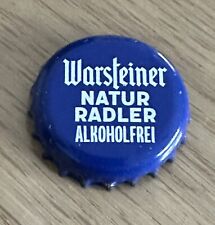 Warsteiner
NATUR
RADLER
ALKOHOLFREI